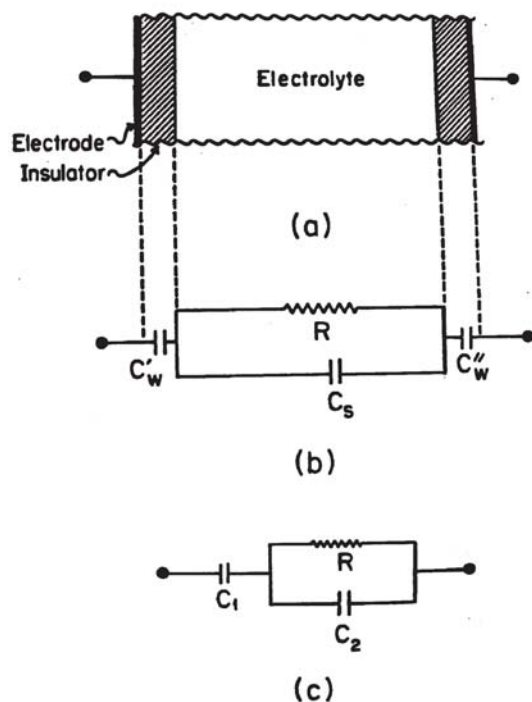 Electrolyte
Electrode
Insulator
(a)
R
C'w
C"w
Cs
(b)
R
C₁
C₂
(c)